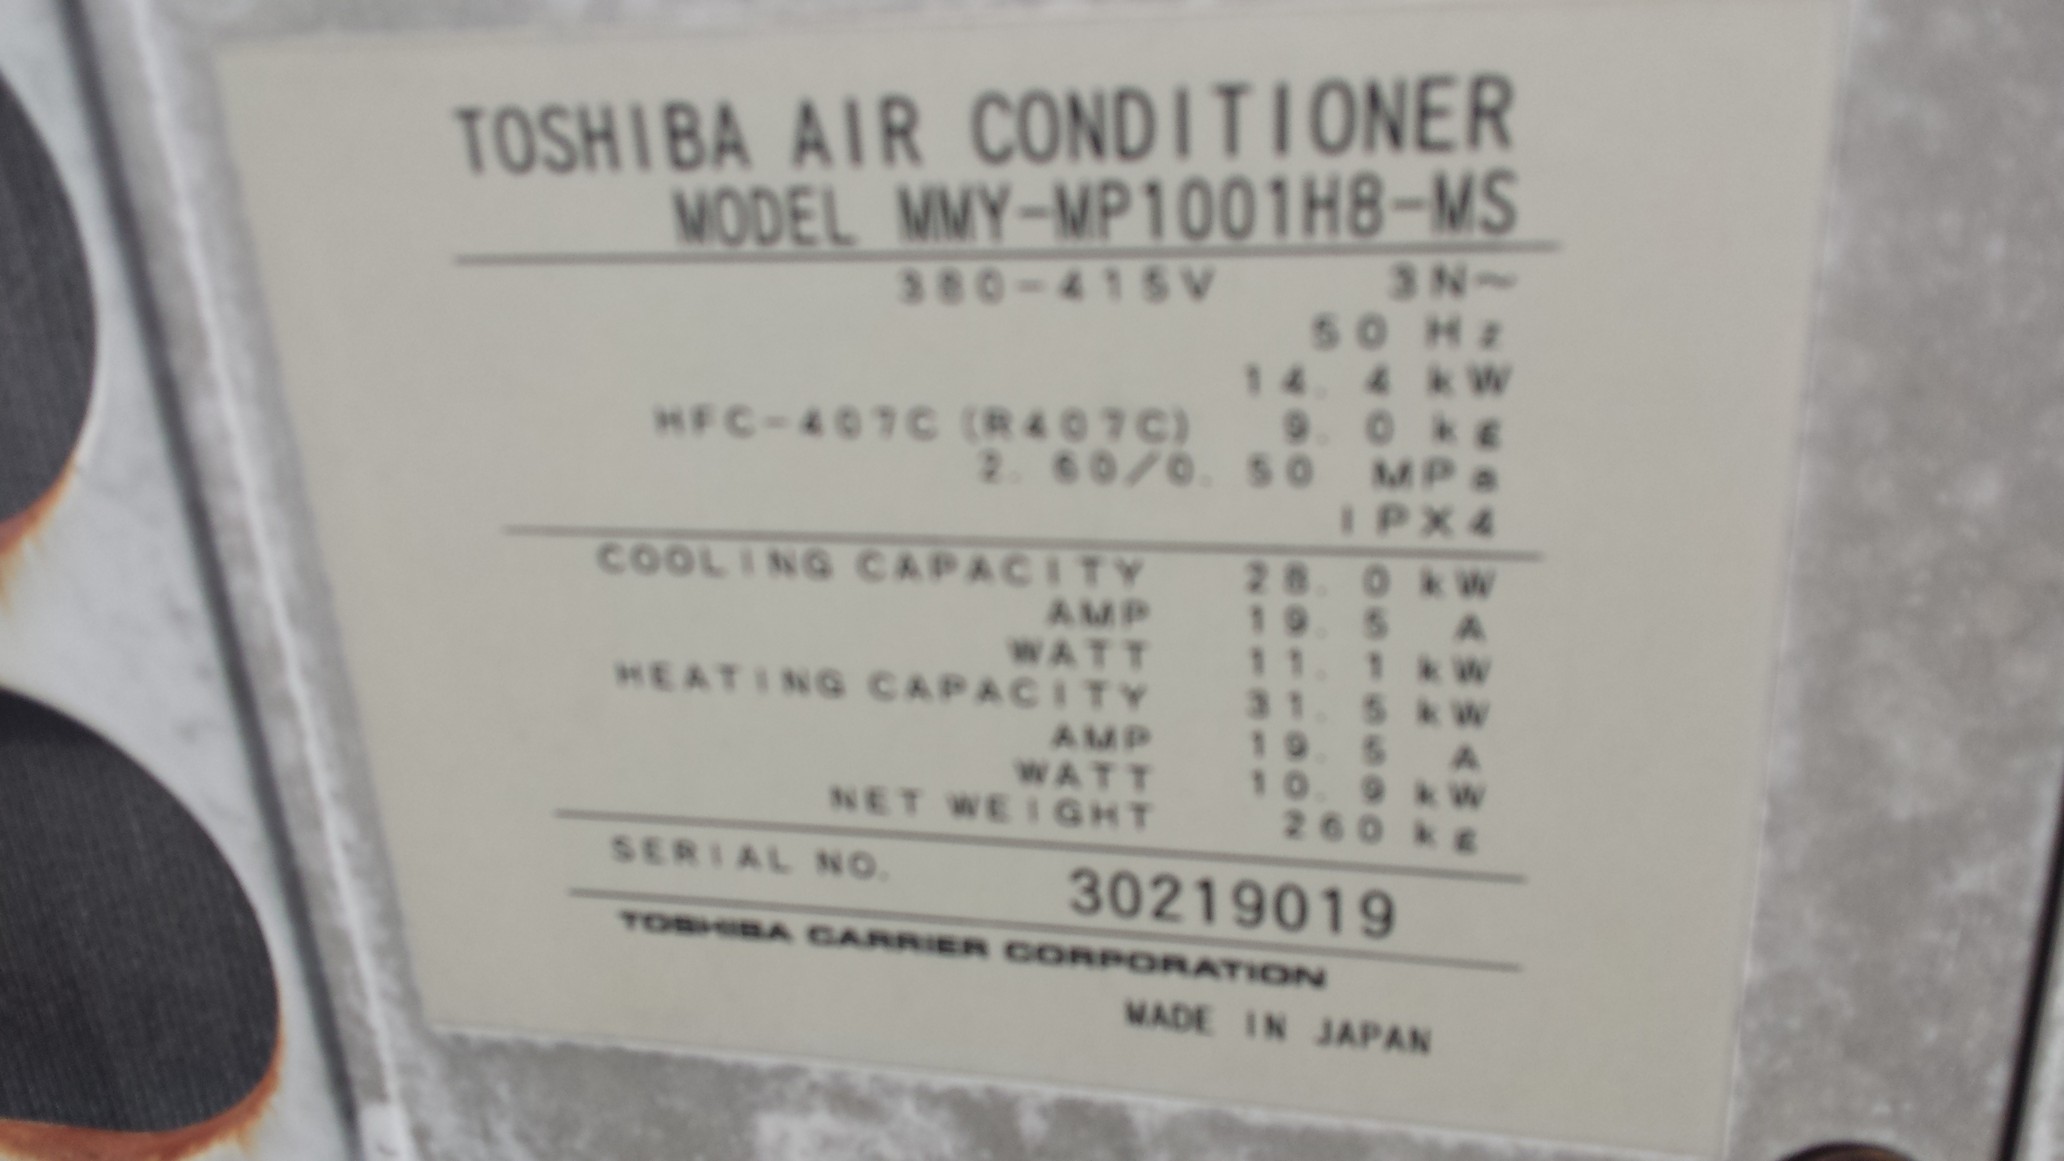 TOSHIBA AIR CONDITIONER
MODEL MMY-MP1001H8-MS
380-415V 3N~
50 Hz
14.4 kW
HFC-407C (R407C) 9.0 kg
2.60/0.50 MPa
IPX4
COOLING CAPACITY 28.0 kW
AMP 19.5 A
WATT 11.1 kW
HEATING CAPACITY 31.5 kW
AMP 19.5 A
WATT 10.9 kW
NET WEIGHT 260 kg
SERIAL NO. 30219019
TOSHIBA CARRIER CORPORATION
MADE IN JAPAN